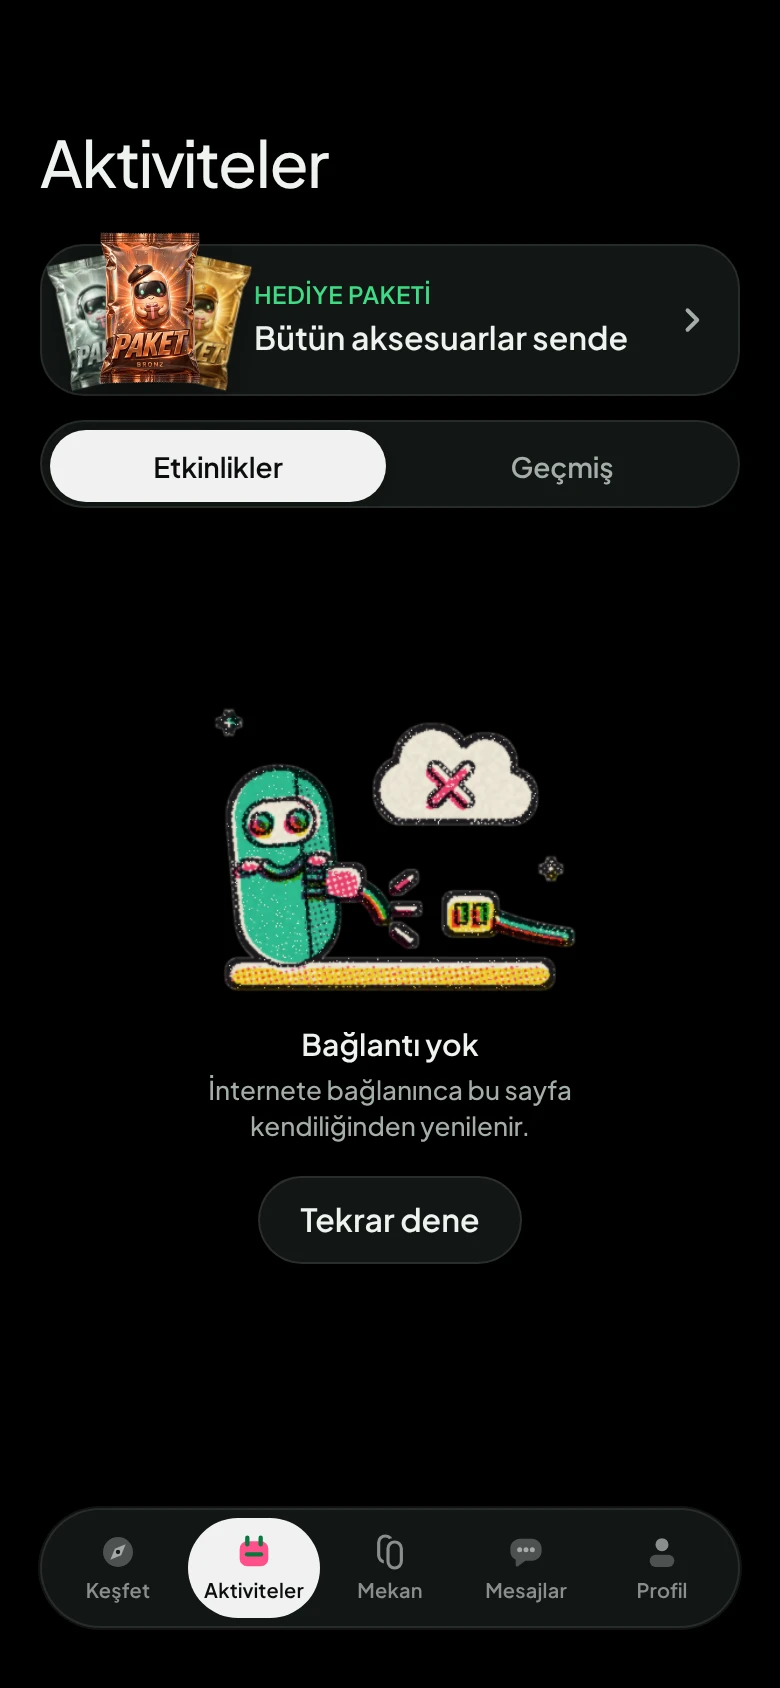 Aktiviteler
HEDİYE PAKETİ
Bütün aksesuarlar sende
PAKET
BRONZ
Etkinlikler
Geçmiş
Bağlantı yok
İnternete bağlanınca bu sayfa
kendiliğinden yenilenir.
Tekrar dene
Keşfet
Aktiviteler
Mekan
Mesajlar
Profil